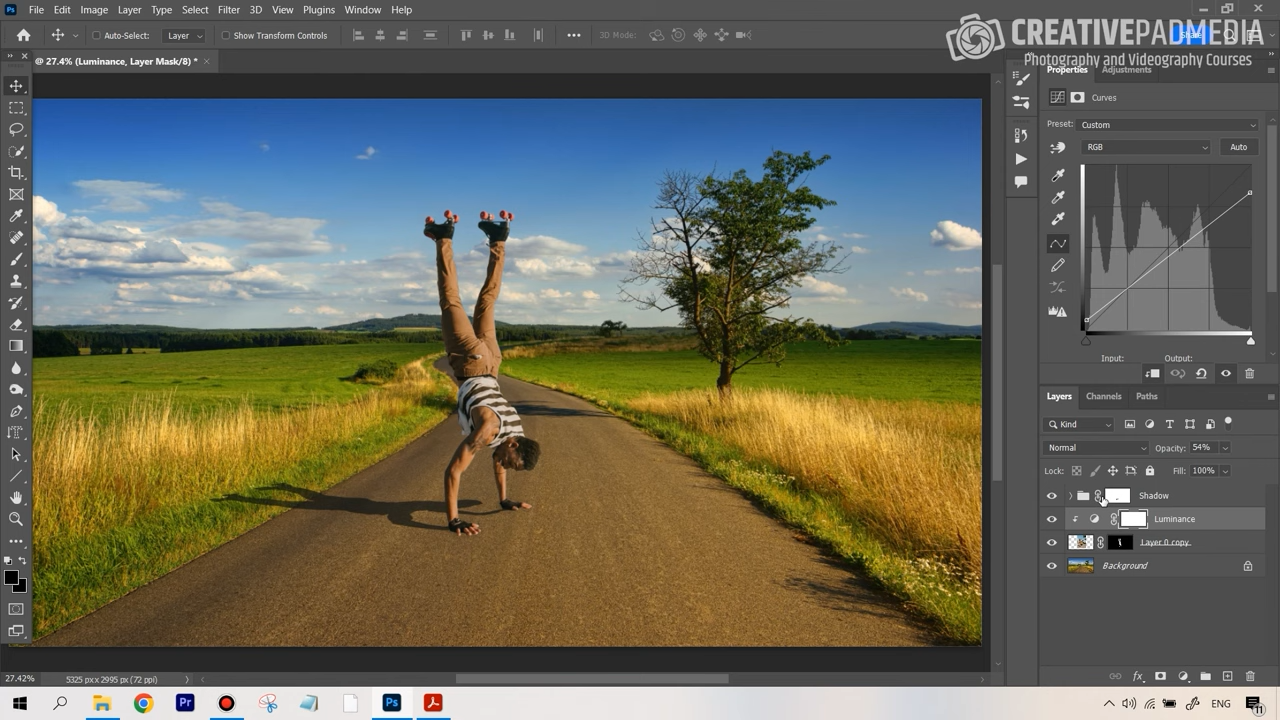 File Edit Image Layer Type Select Filter 3D View Plugins Window Help
CREATIVEPADMEDIA
Photography and Videography Courses
Auto-Select: Layer Show Transform Controls 3D Mode: Share
@ 27.4% (Luminance, Layer Mask/8) *
Properties Adjustments
Curves
Preset: Custom
RGB Auto
Input: Output:
Layers Channels Paths
Kind
Normal Opacity: 54%
Lock: Fill: 100%
Shadow
Luminance
Layer 0 copy
Background
27.42% 5325 px x 2995 px (72 ppi)
ENG 11